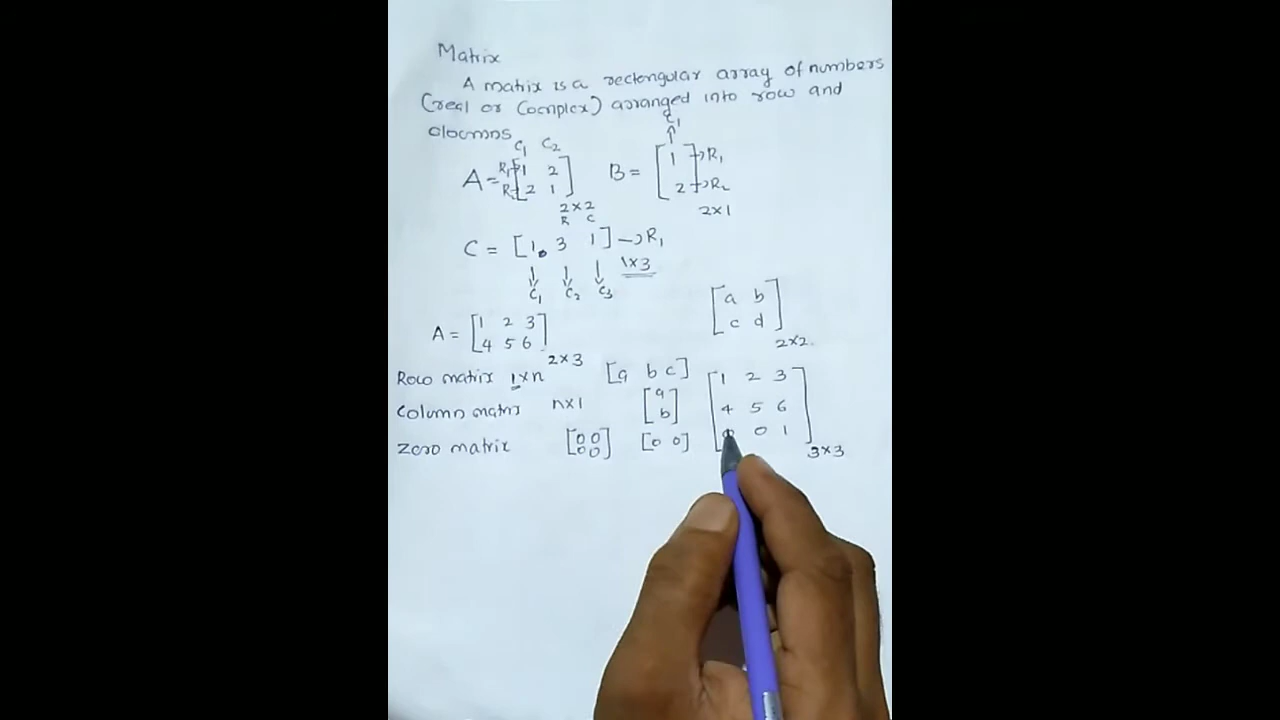 Matrix
A matrix is a rectengular array of numbers
(real or complex) arranged into row and
clocmns
C1 C2 C1
A = R1 [1 2] B = [1] → R1
R [2 1] [2] → R2
2×2 2×1
R C
C = [1 3 1] → R1
1×3
C1 C2 C3
A = [1 2 3] [a b]
[4 5 6] [c d]
2×3 2×2
Row matrix 1×n [a b c] [1 2 3]
Column matrix n×1 [a] [4 5 6]
[b]
Zero matrix [0 0] [0 0] [0 0 1]
[0 0] 3×3